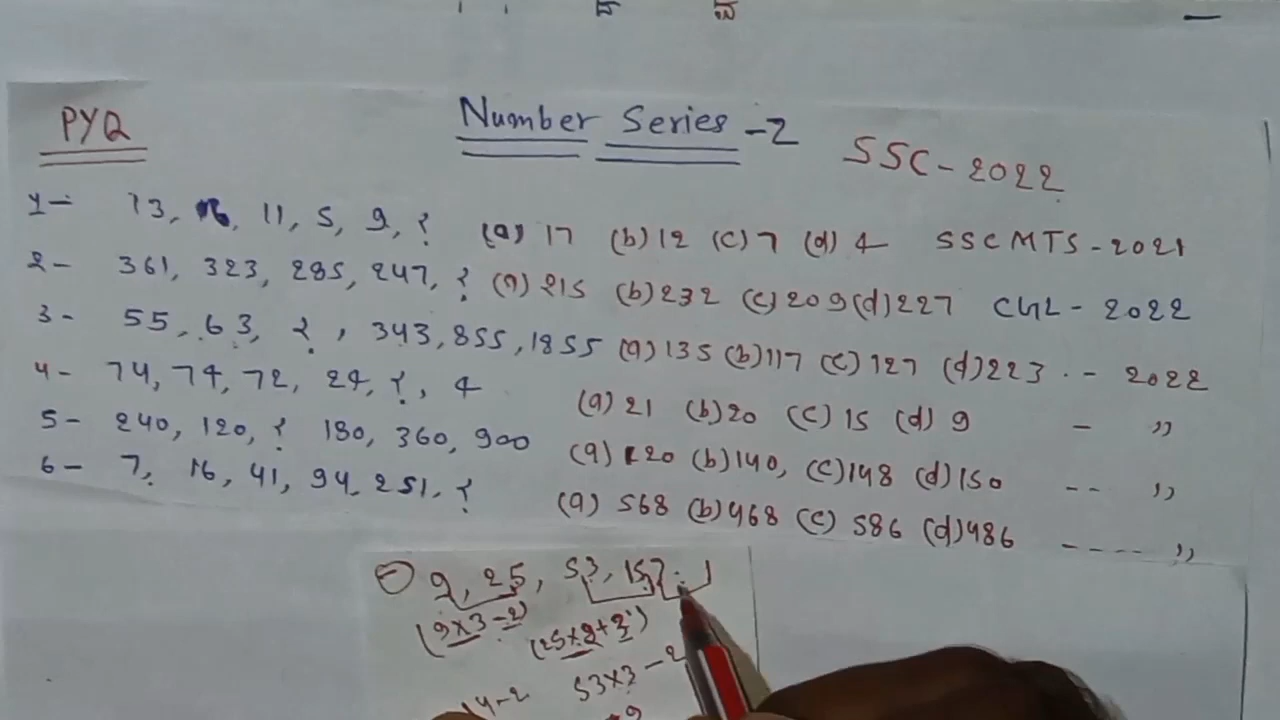 PYQ Number Series -2 SSC-2022
1- 13, 16, 11, 5, 9, ? (a) 17 (b) 12 (c) 7 (d) 4 SSC MTS-2021
2- 361, 323, 285, 247, ? (a) 215 (b) 232 (c) 209 (d) 227 CGL-2022
3- 55, 63, ?, 343, 855, 1855 (a) 135 (b) 117 (c) 127 (d) 223 -- 2022
4- 74, 74, 72, 24, ?, 4 (a) 21 (b) 20 (c) 15 (d) 9 - ,,
5- 240, 120, ? 180, 360, 900 (a) 120 (b) 140, (c) 148 (d) 150 -- ,,
6- 7, 16, 41, 94, 251, ? (a) 568 (b) 468 (c) 586 (d) 486 ---- ,,
9, 25, 53, 157
(9×3-2) (25×2+3)
53×3-2